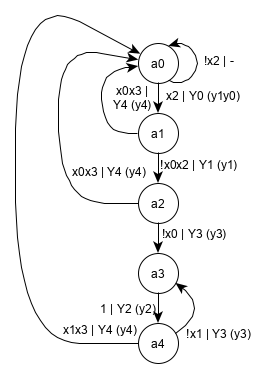 a0
!x2 | -
x0x3 |
Y4 (y4)
x2 | Y0 (y1y0)
a1
!x0x2 | Y1 (y1)
x0x3 | Y4 (y4)
a2
!x0 | Y3 (y3)
a3
1 | Y2 (y2)
x1x3 | Y4 (y4)
!x1 | Y3 (y3)
a4